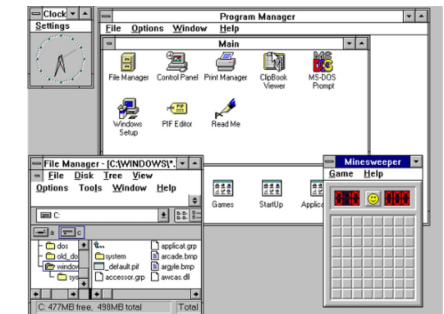 Clock
Settings
Program Manager
File Options Window Help
Main
File Manager
Control Panel
Print Manager
ClipBook Viewer
MS-DOS Prompt
Windows Setup
PIF Editor
Read Me
Games
StartUp
Applica
File Manager - [C:\WINDOWS\*.
File Disk Tree View
Options Tools Window Help
C:
a
c
dos
old_do
window
sys
system
_default.pif
accessor.grp
applicat.grp
arcade.bmp
argyle.bmp
awcas.dll
C: 477MB free, 498MB total
Total
Minesweeper
Game Help